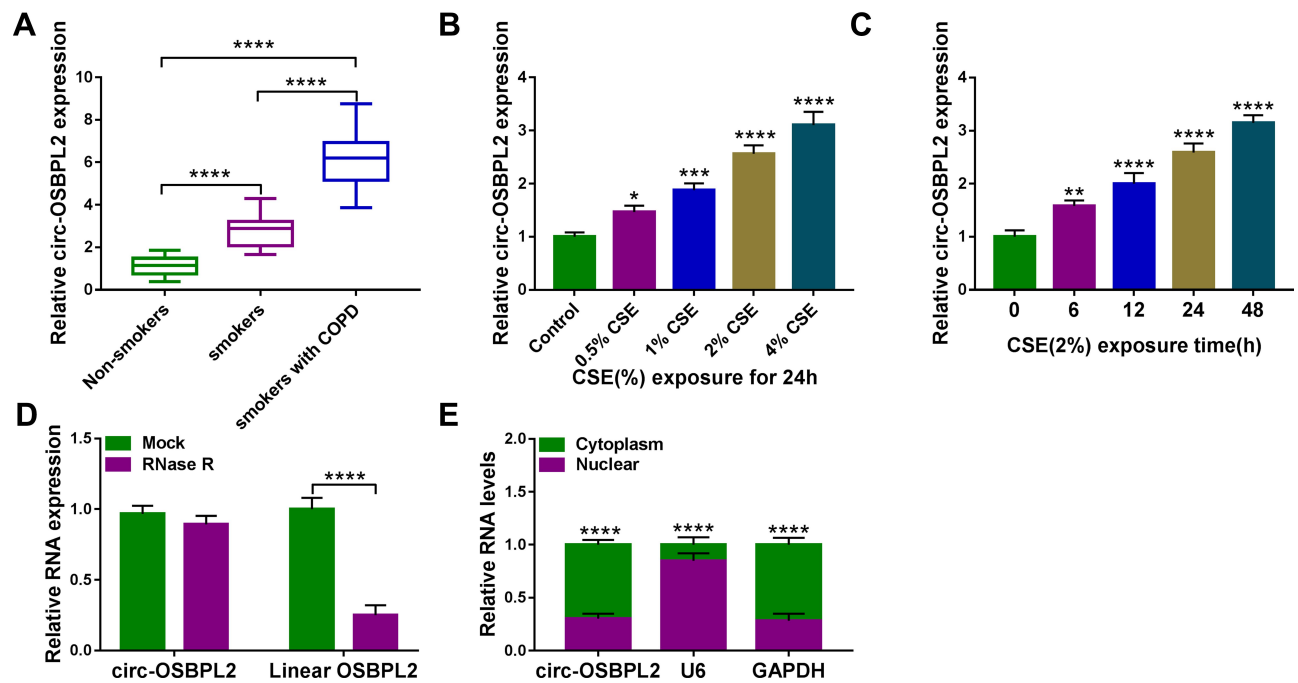 A
Relative circ-OSBPL2 expression
10
8
6
4
2
0
****
****
****
Non-smokers
smokers
smokers with COPD
B
Relative circ-OSBPL2 expression
4
3
2
1
0
*
***
****
****
Control
0.5% CSE
1% CSE
2% CSE
4% CSE
CSE(%) exposure for 24h
C
Relative circ-OSBPL2 expression
4
3
2
1
0
**
****
****
****
0 6 12 24 48
CSE(2%) exposure time(h)
D
Relative RNA expression
1.5
1.0
0.5
0.0
Mock
RNase R
****
circ-OSBPL2 Linear OSBPL2
E
Relative RNA levels
2.0
1.5
1.0
0.5
0.0
Cytoplasm
Nuclear
**** **** ****
circ-OSBPL2 U6 GAPDH